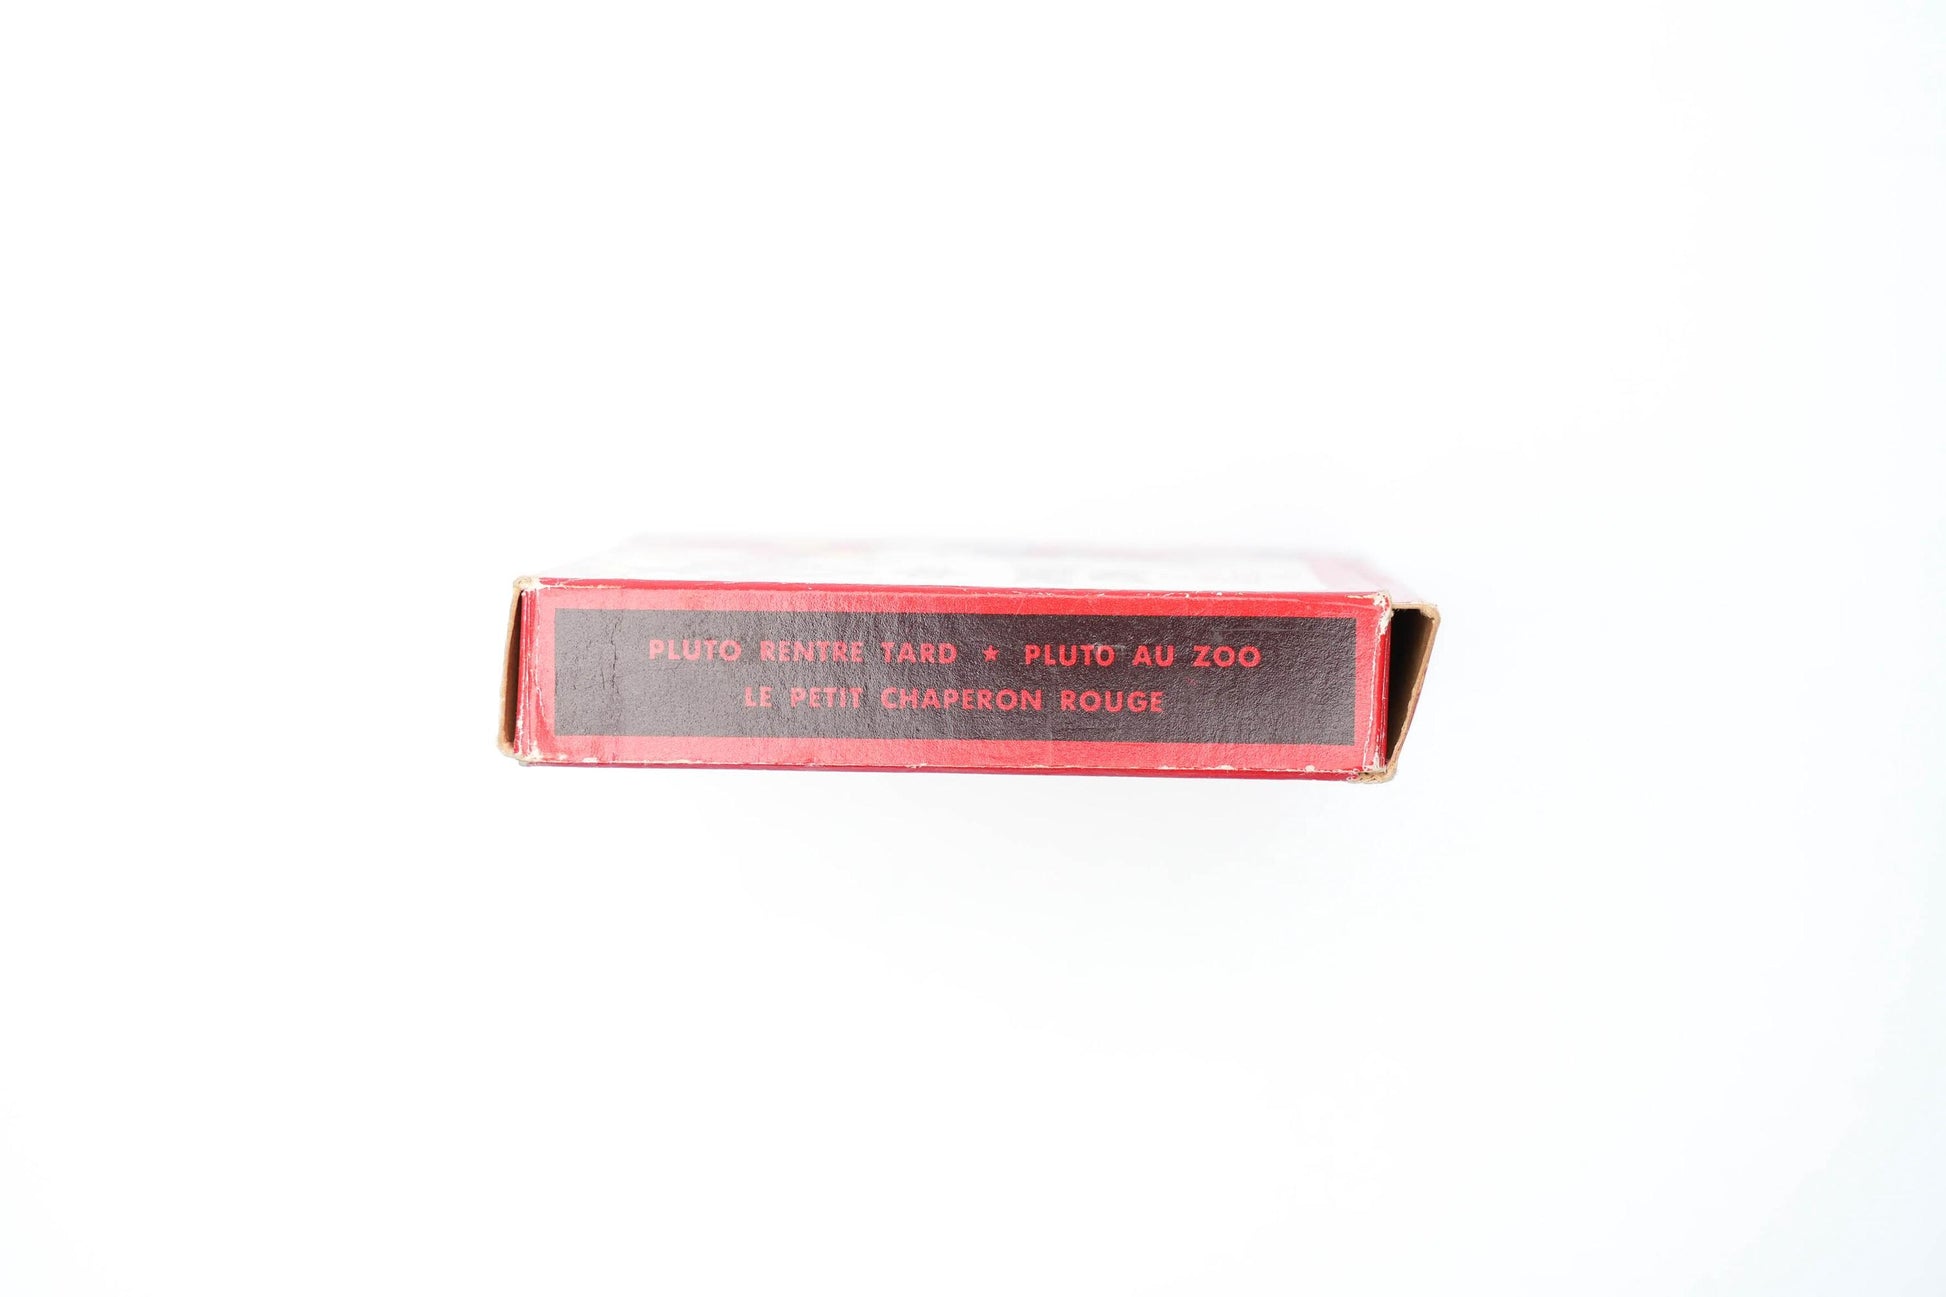 PLUTO RENTRE TARD ★ PLUTO AU ZOO
LE PETIT CHAPERON ROUGE